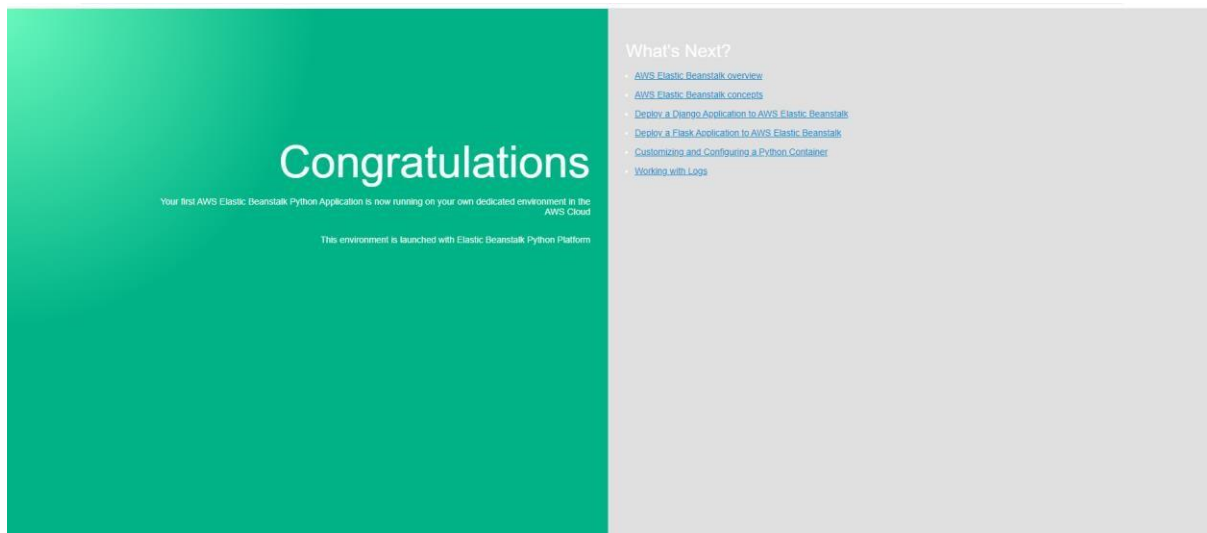 Congratulations
Your first AWS Elastic Beanstalk Python Application is now running on your own dedicated environment in the
AWS Cloud
This environment is launched with Elastic Beanstalk Python Platform
What's Next?
AWS Elastic Beanstalk overview
AWS Elastic Beanstalk concepts
Deploy a Django Application to AWS Elastic Beanstalk
Deploy a Flask Application to AWS Elastic Beanstalk
Customizing and Configuring a Python Container
Working with Logs